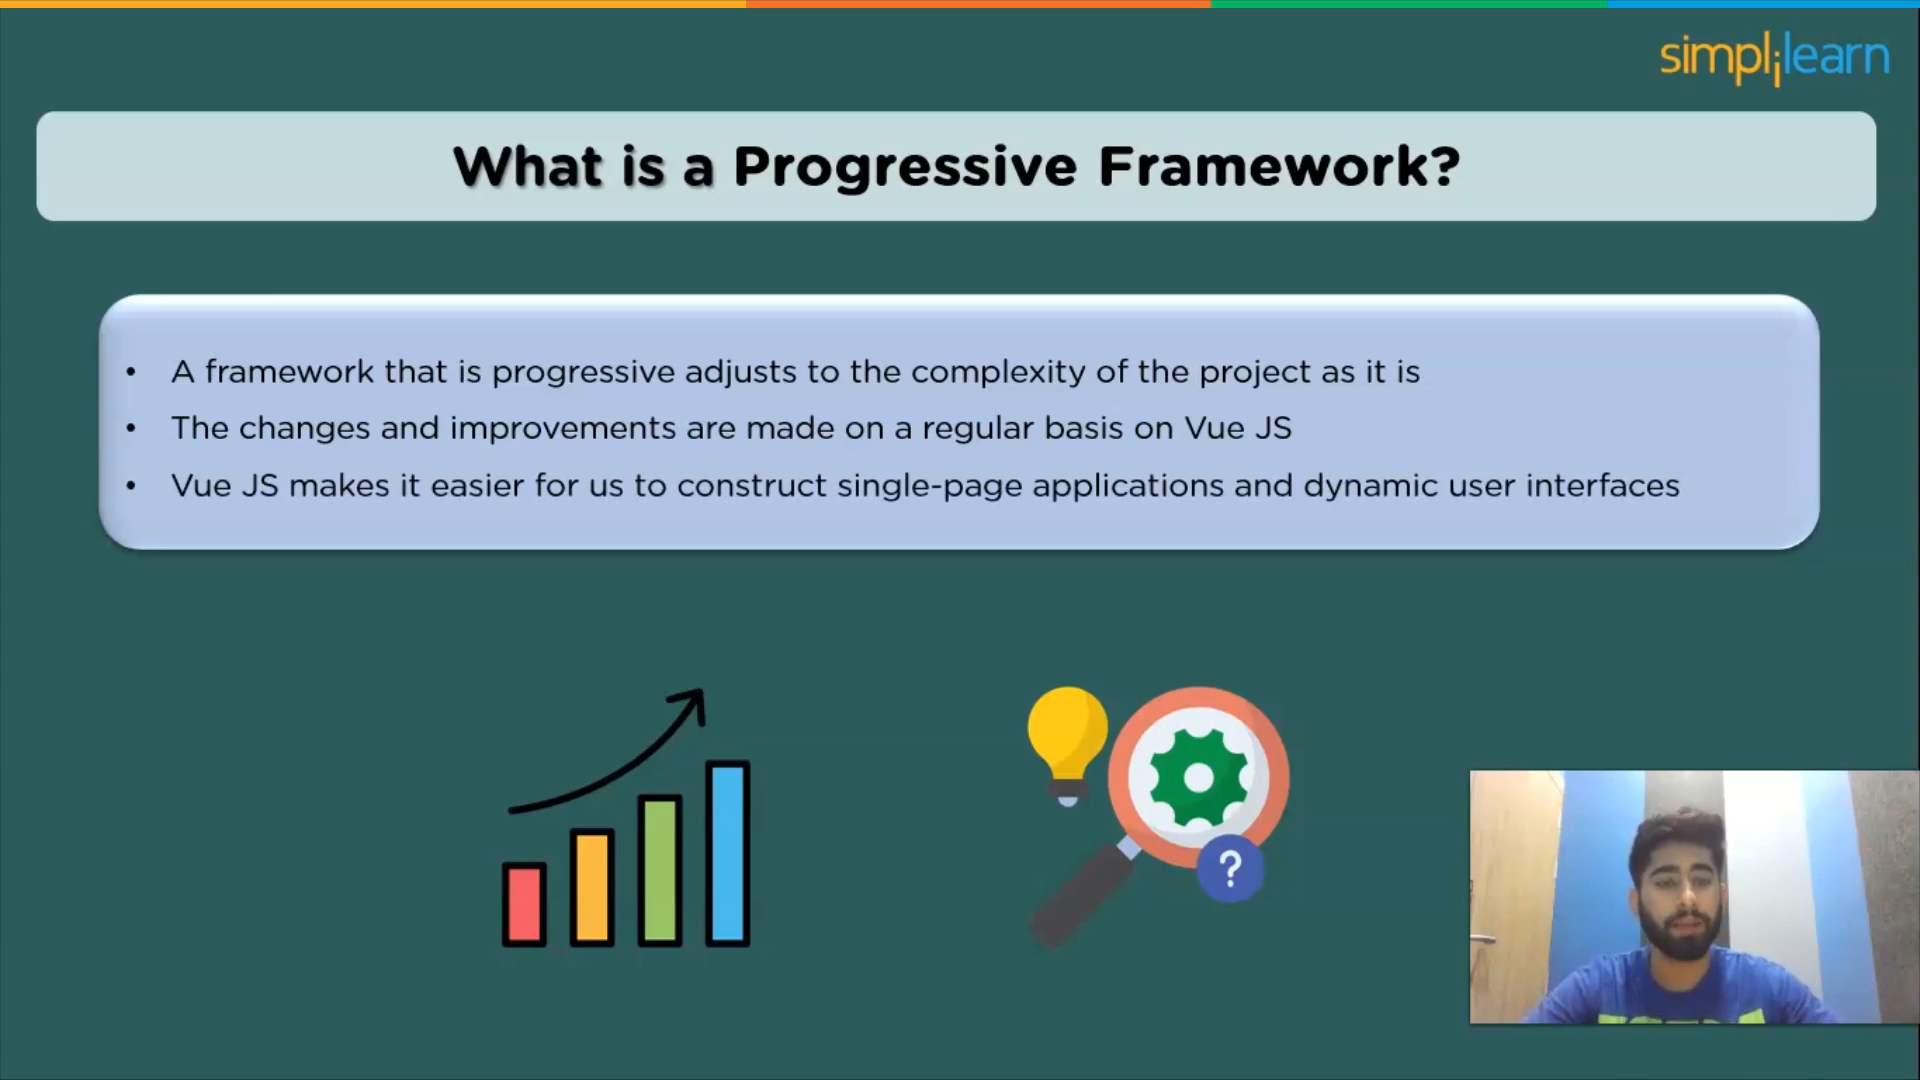 simplilearn
What is a Progressive Framework?
• A framework that is progressive adjusts to the complexity of the project as it is
• The changes and improvements are made on a regular basis on Vue JS
• Vue JS makes it easier for us to construct single-page applications and dynamic user interfaces
?